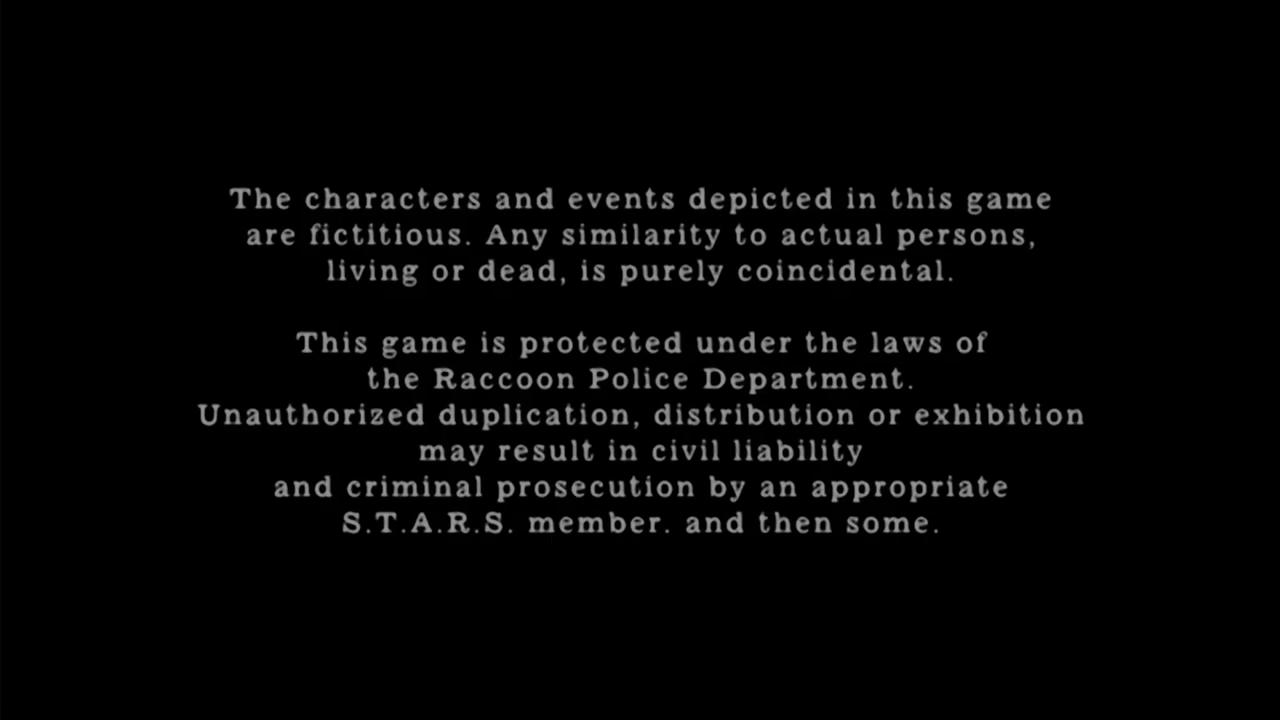 The characters and events depicted in this game
are fictitious. Any similarity to actual persons,
living or dead, is purely coincidental.
This game is protected under the laws of
the Raccoon Police Department.
Unauthorized duplication, distribution or exhibition
may result in civil liability
and criminal prosecution by an appropriate
S.T.A.R.S. member. and then some.